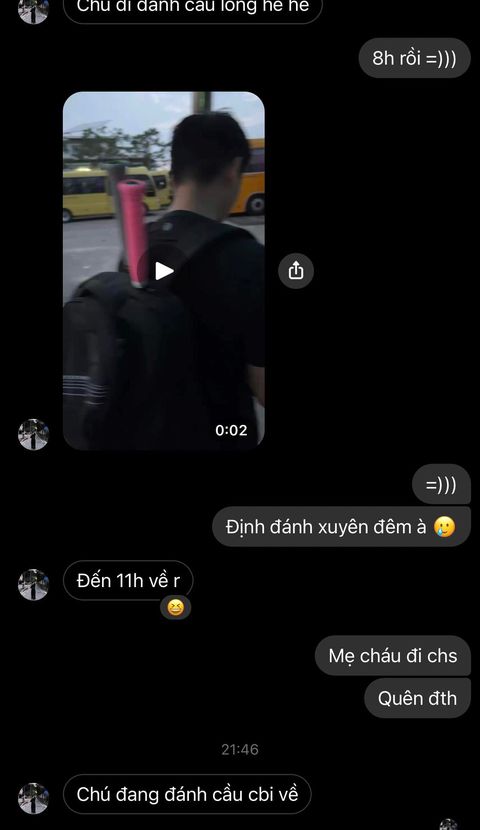 Chú đi đánh cầu lông hề hề
8h rồi =)))
0:02
=)))
Định đánh xuyên đêm à 🥲
Đến 11h về r
😆
Mẹ cháu đi chs
Quên đth
21:46
Chú đang đánh cầu cbi về